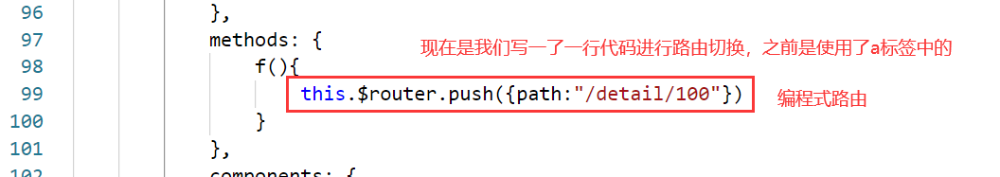 96 },
97 methods: {
现在是我们写一了一行代码进行路由切换，之前是使用了a标签中的
98 f(){
99 this.$router.push({path:"/detail/100"})
编程式路由
100 }
101 },
components: {